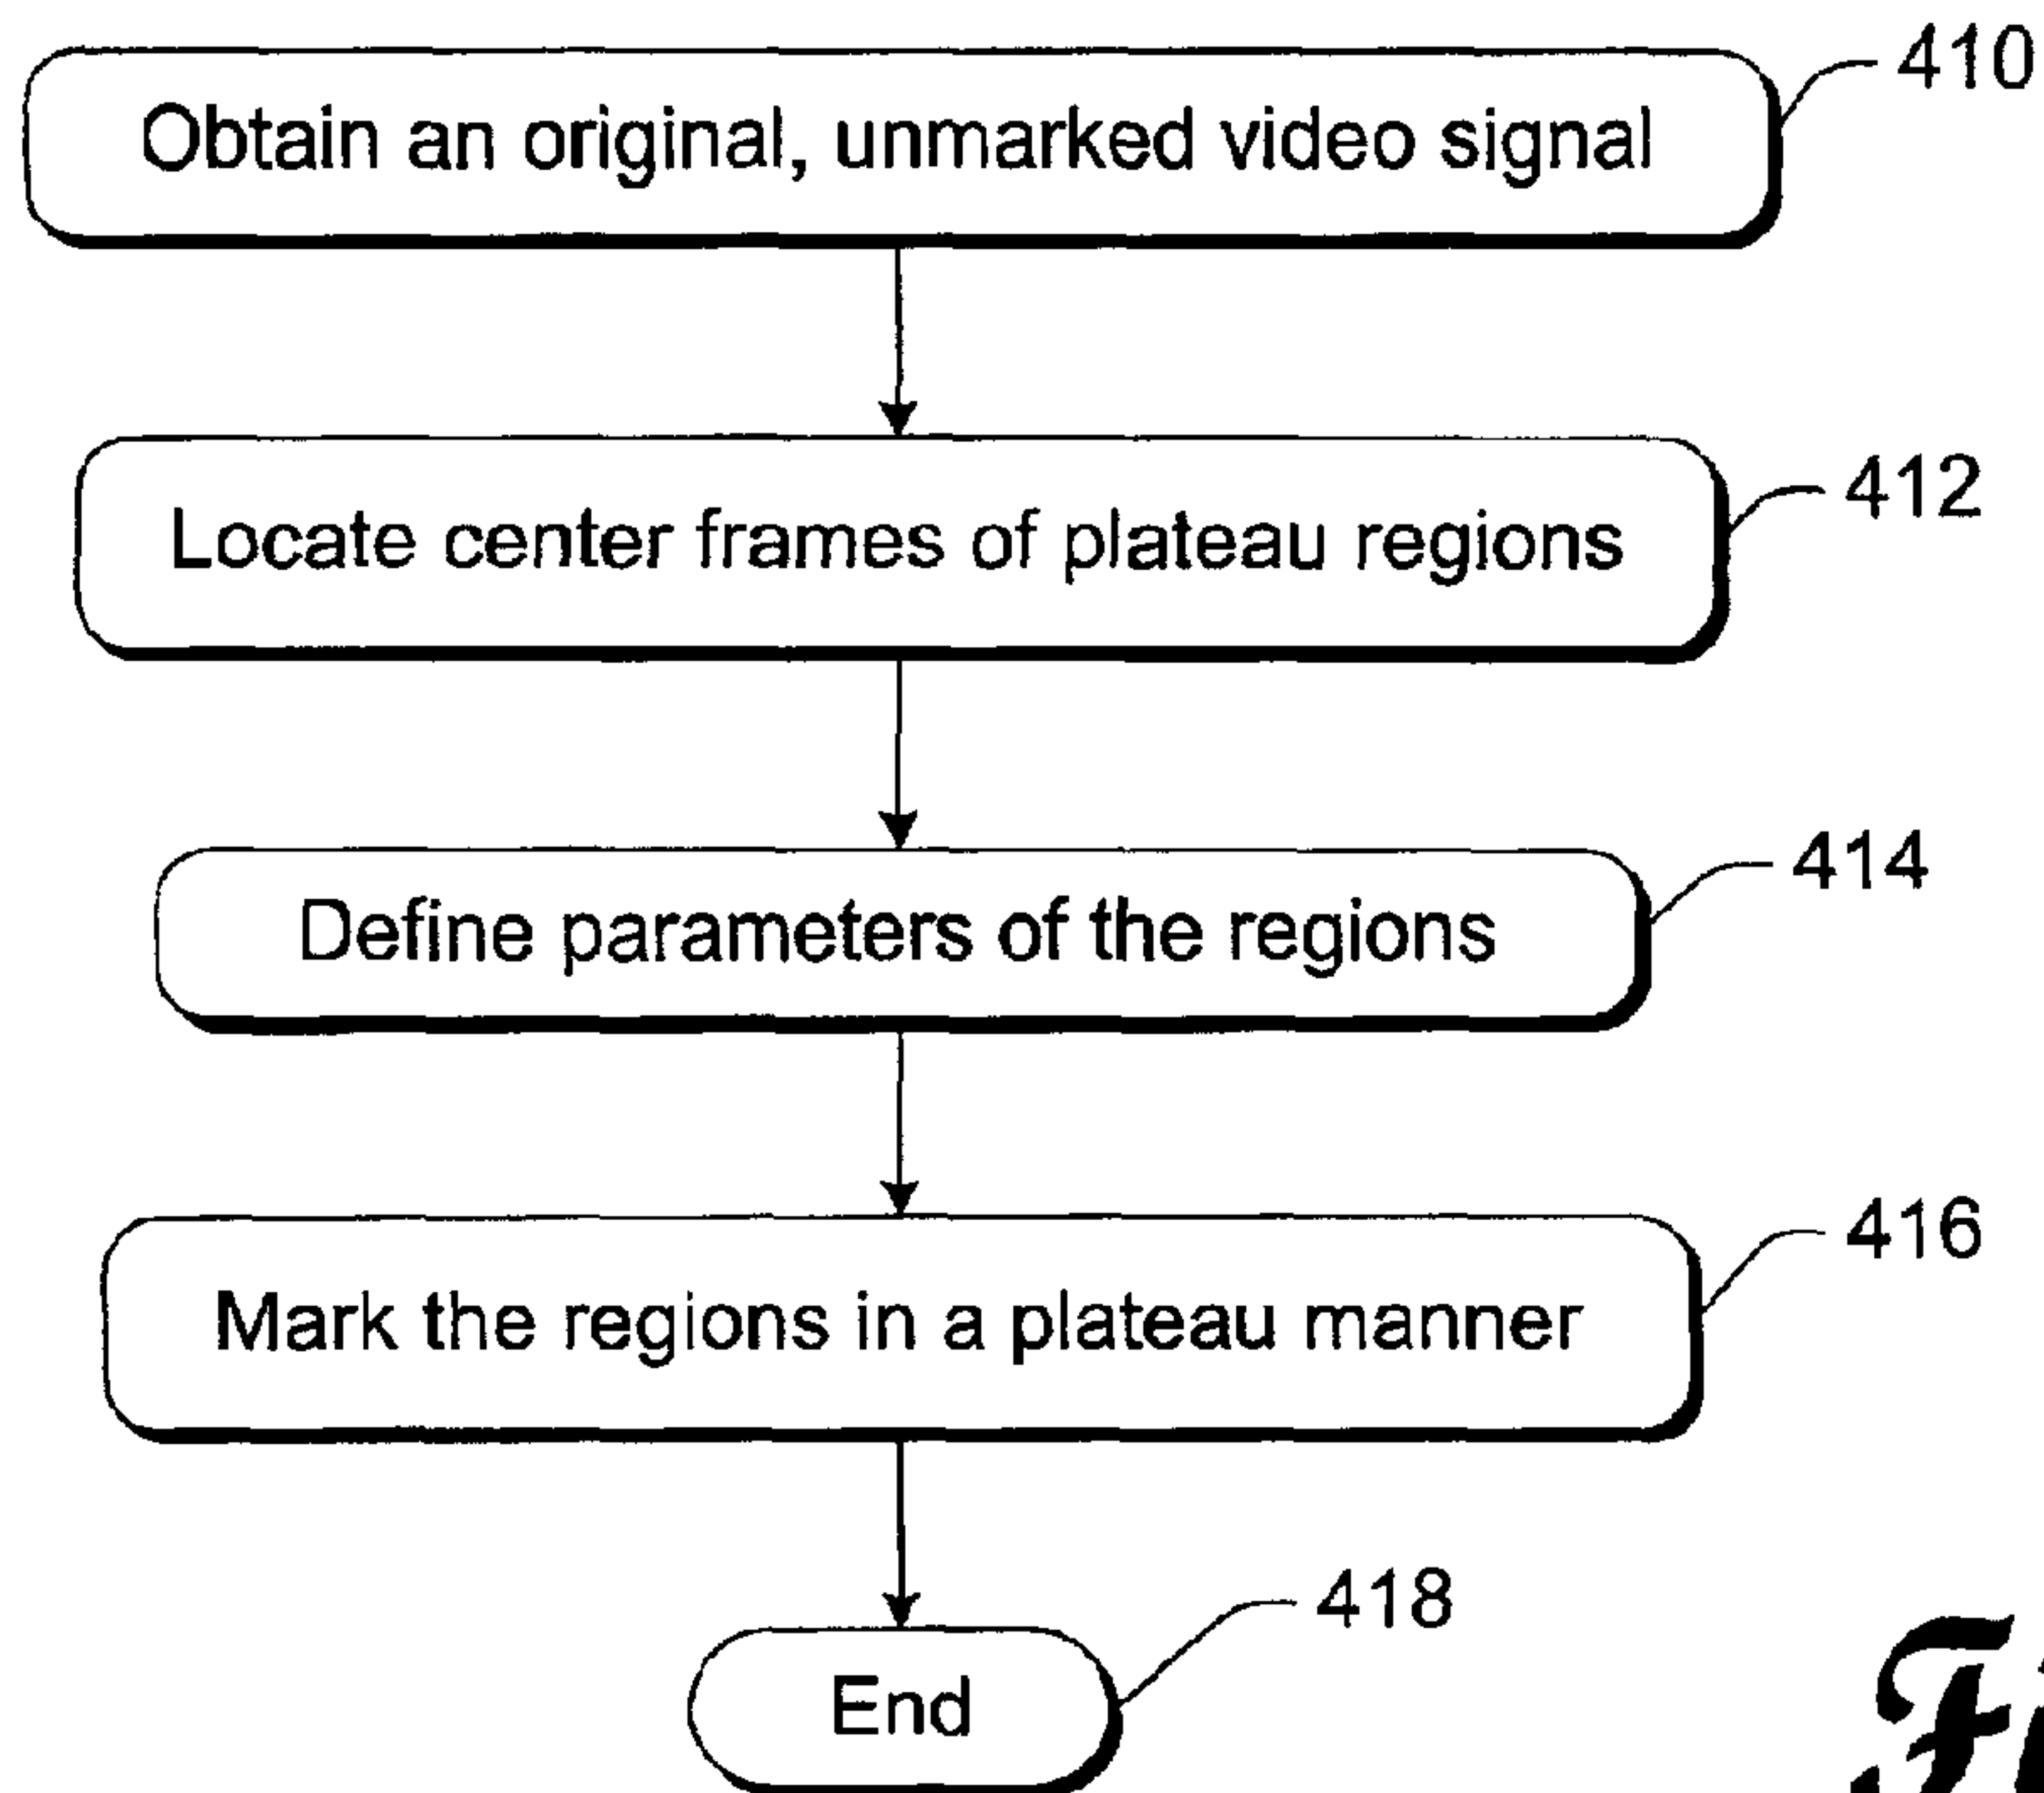 Obtain an original, unmarked video signal
410
Locate center frames of plateau regions
412
Define parameters of the regions
414
Mark the regions in a plateau manner
416
End
418